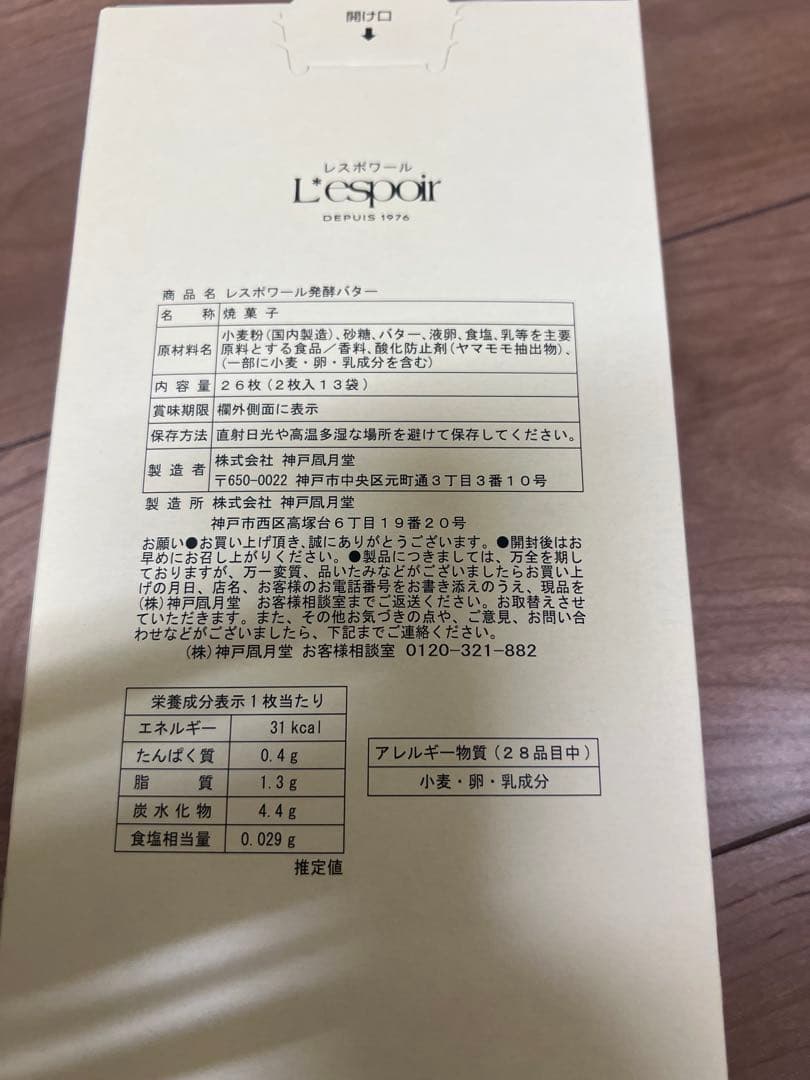 開け口
レスポワール
L'espoir
DEPUIS 1976
商品名 レスポワール発酵バター
名称 焼菓子
原材料名 小麦粉(国内製造)、砂糖、バター、液卵、食塩、乳等を主要
原料とする食品／香料、酸化防止剤(ヤマモモ抽出物)、
(一部に小麦・卵・乳成分を含む)
内容量 26枚(2枚入13袋)
賞味期限 欄外側面に表示
保存方法 直射日光や高温多湿な場所を避けて保存してください。
製造者 株式会社 神戸凬月堂
〒650-0022 神戸市中央区元町通3丁目3番10号
製造所 株式会社 神戸凬月堂
神戸市西区高塚台6丁目19番20号
お願い●お買い上げ頂き、誠にありがとうございます。●開封後はお
早めにお召し上がりください。●製品につきましては、万全を期し
ておりますが、万一変質、品いたみなどがございましたらお買い上
げの月日、店名、お客様のお電話番号をお書き添えのうえ、現品を
(株)神戸凬月堂 お客様相談室までご返送ください。お取替えさせ
ていただきます。また、その他お気づきの点や、ご意見、お問い合
わせなどがございましたら、下記までご連絡ください。
(株)神戸凬月堂 お客様相談室 0120-321-882
栄養成分表示1枚当たり
エネルギー 31kcal
たんぱく質 0.4g
脂質 1.3g
炭水化物 4.4g
食塩相当量 0.029g
推定値
アレルギー物質(28品目中)
小麦・卵・乳成分